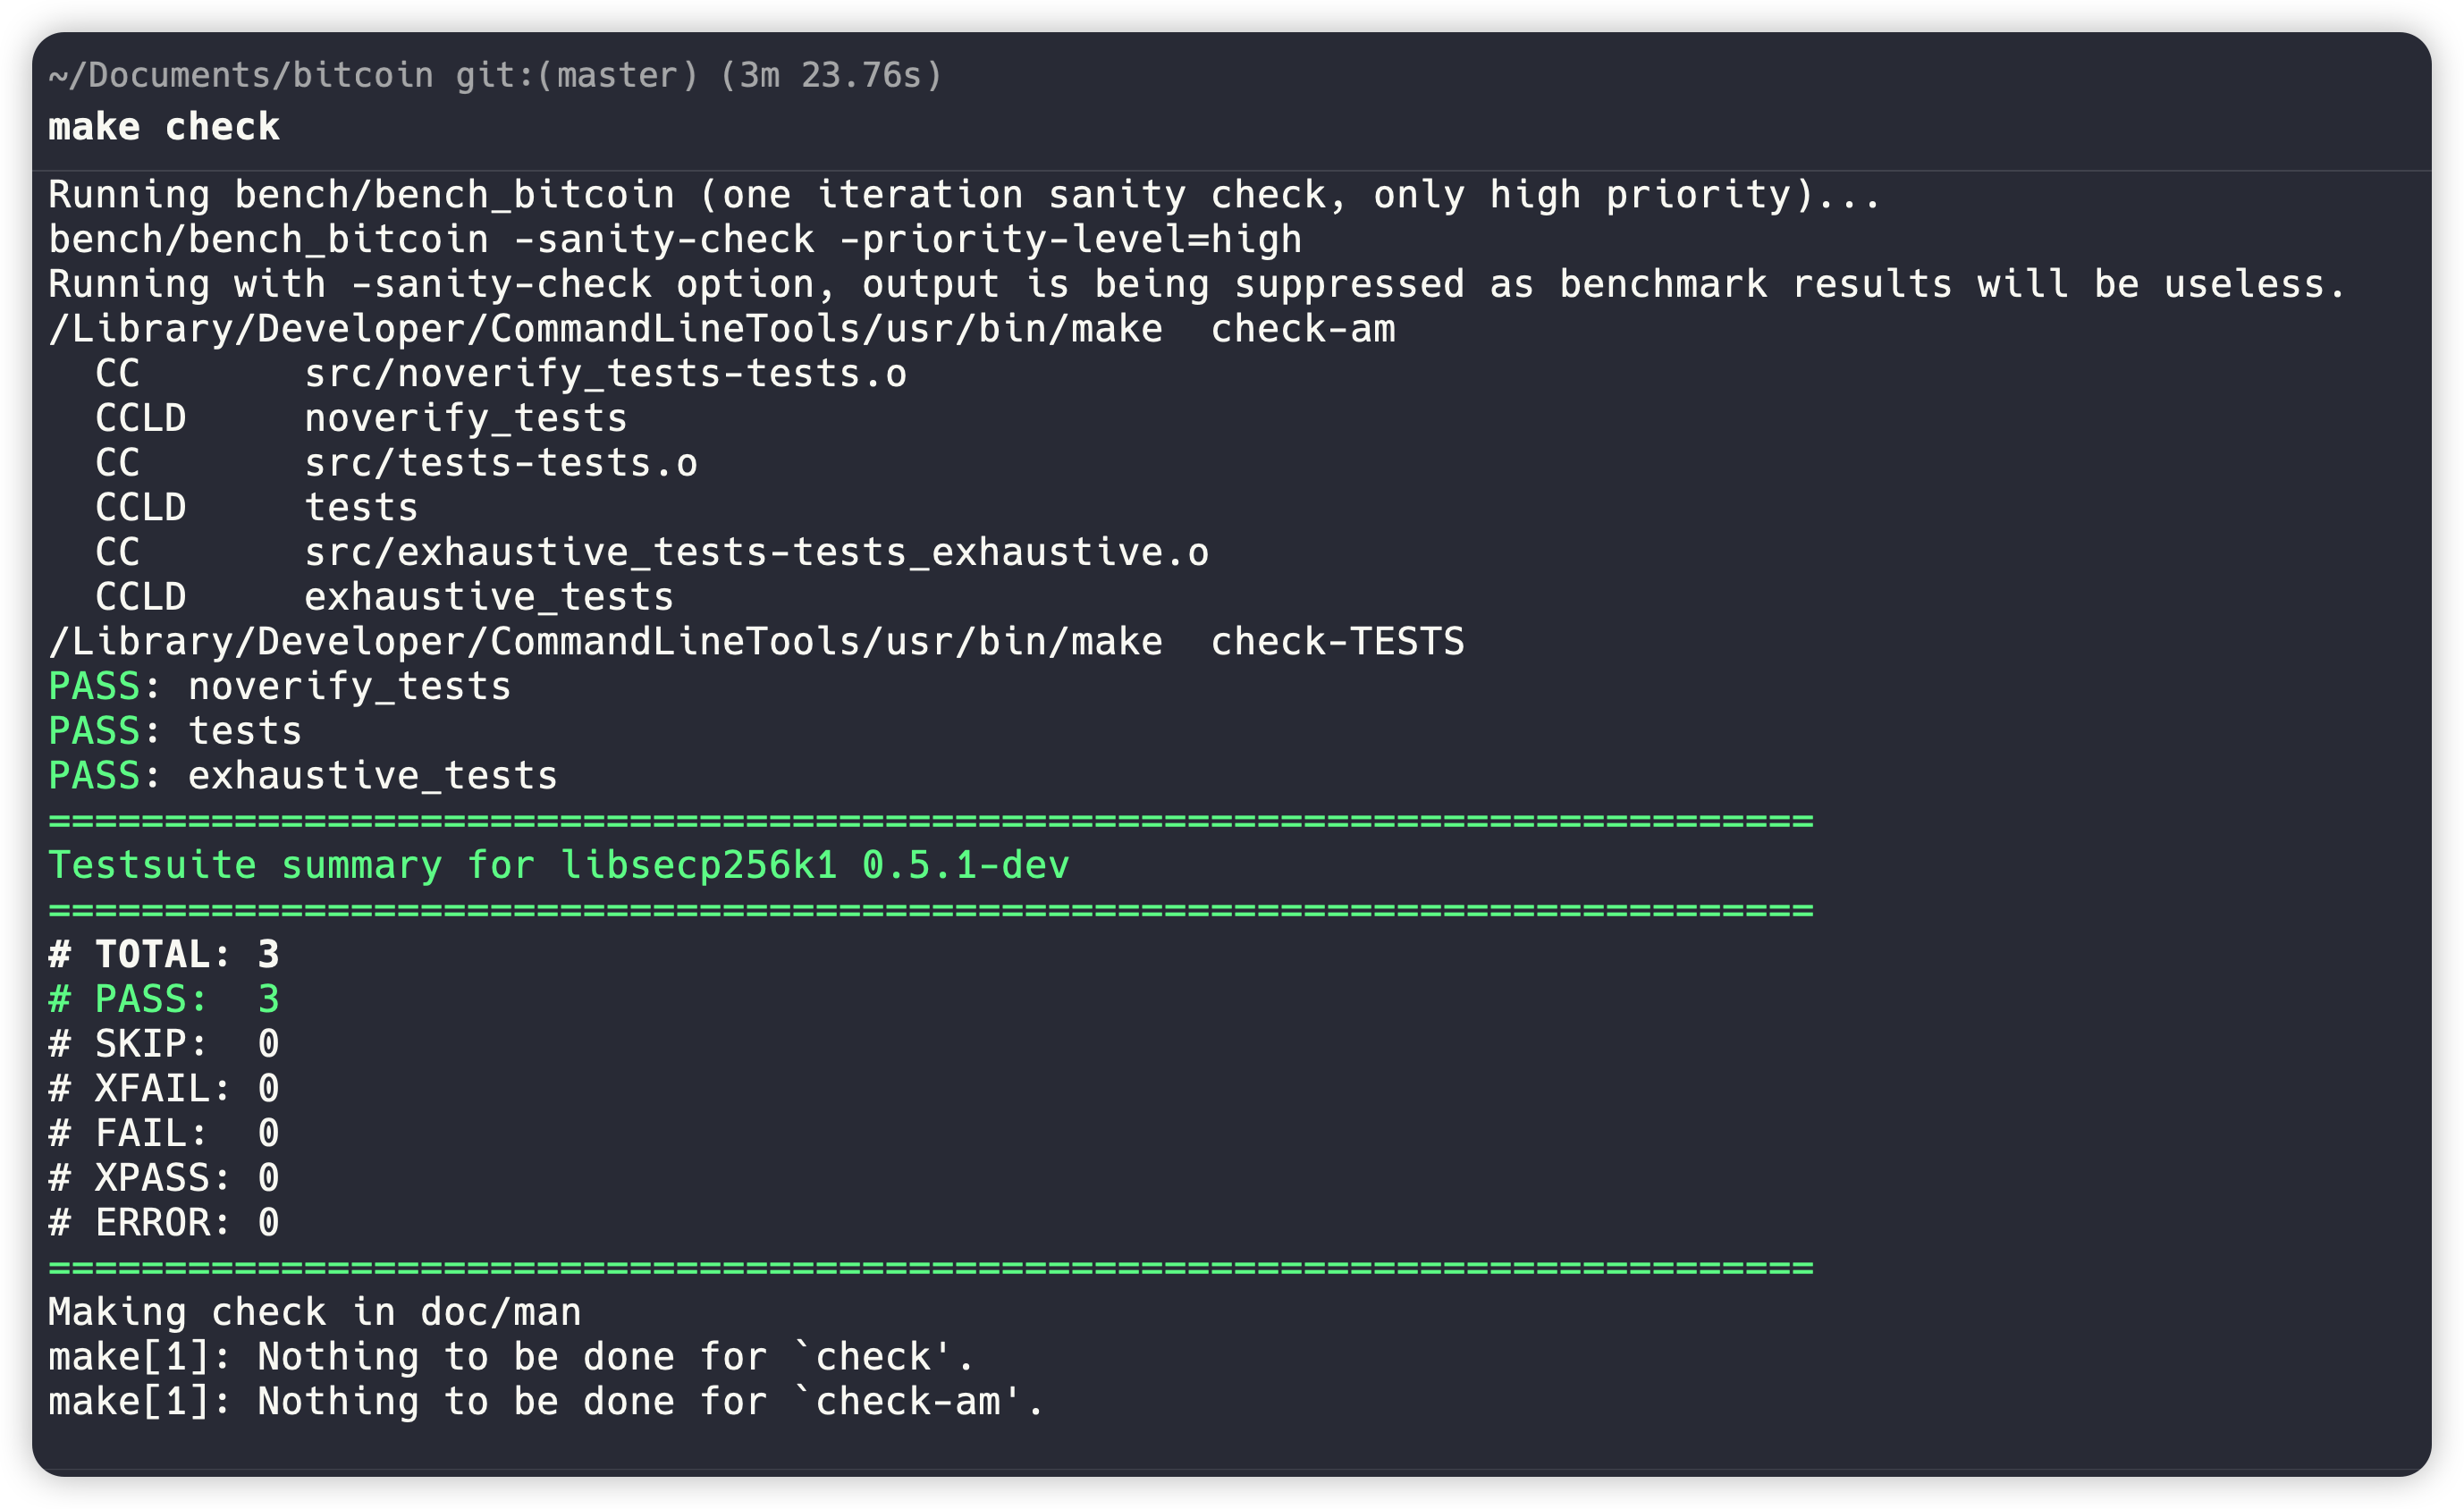 ~/Documents/bitcoin git:(master) (3m 23.76s)
make check
Running bench/bench_bitcoin (one iteration sanity check, only high priority)...
bench/bench_bitcoin -sanity-check -priority-level=high
Running with -sanity-check option, output is being suppressed as benchmark results will be useless.
/Library/Developer/CommandLineTools/usr/bin/make  check-am
  CC       src/noverify_tests-tests.o
  CCLD     noverify_tests
  CC       src/tests-tests.o
  CCLD     tests
  CC       src/exhaustive_tests-tests_exhaustive.o
  CCLD     exhaustive_tests
/Library/Developer/CommandLineTools/usr/bin/make  check-TESTS
PASS: noverify_tests
PASS: tests
PASS: exhaustive_tests
============================================================================
Testsuite summary for libsecp256k1 0.5.1-dev
============================================================================
# TOTAL: 3
# PASS:  3
# SKIP:  0
# XFAIL: 0
# FAIL:  0
# XPASS: 0
# ERROR: 0
============================================================================
Making check in doc/man
make[1]: Nothing to be done for `check'.
make[1]: Nothing to be done for `check-am'.